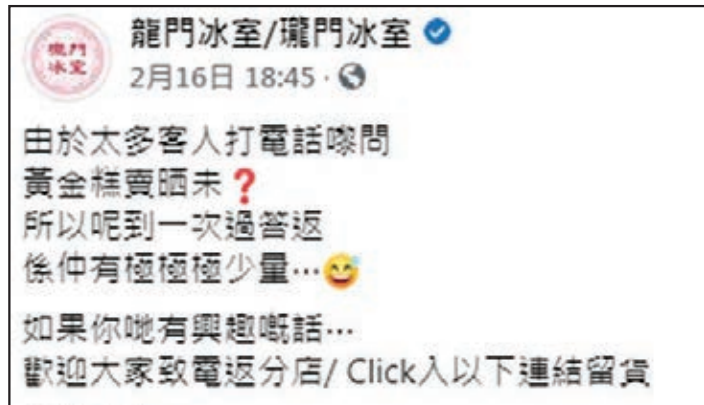 龍門冰室/瓏門冰室
瓏門
冰室
2月16日 18:45 ·
由於太多客人打電話嚟問
黃金糕賣晒未❓
所以呢到一次過答返
係仲有極極極少量…😅
如果你哋有興趣嘅話…
歡迎大家致電返分店/ Click入以下連結留貨